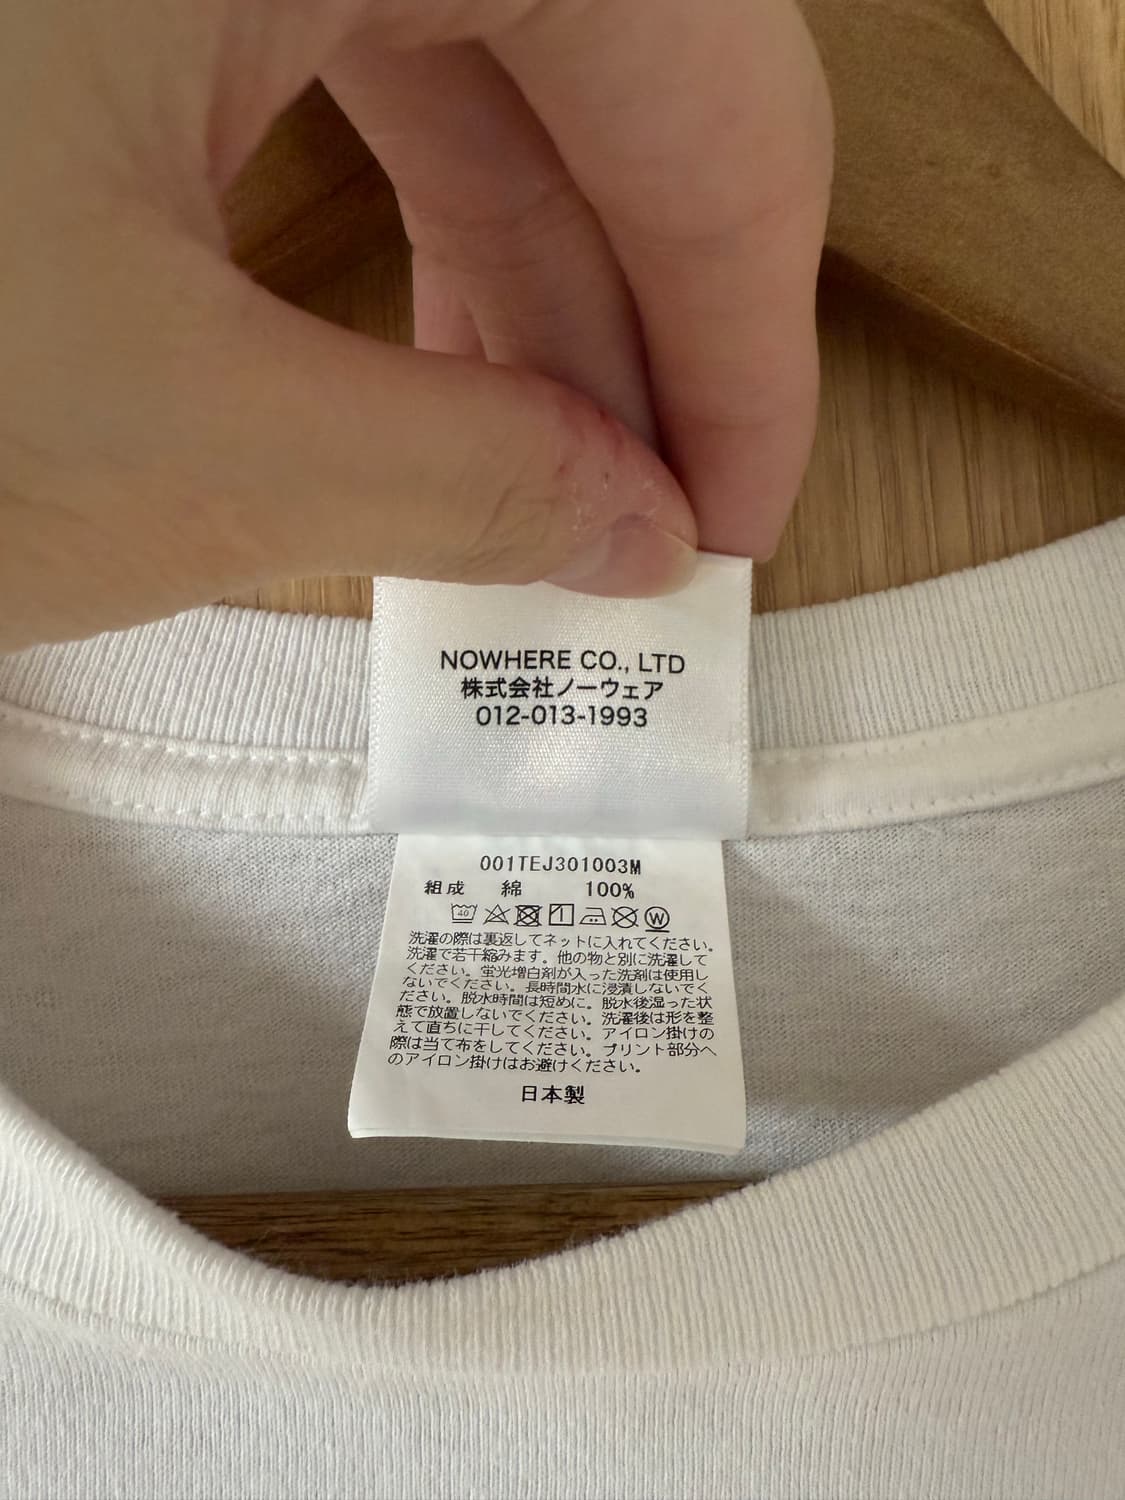 NOWHERE CO., LTD
株式会社ノーウェア
012-013-1993
001TEJ301003M
組成 綿 100%
40 W
洗濯の際は裏返してネットに入れてください。
洗濯で若干縮みます。他の物と別に洗濯して
ください。蛍光増白剤が入った洗剤は使用し
ないでください。長時間水に浸漬しないでく
ださい。脱水時間は短めに。脱水後湿った状
態で放置しないでください。洗濯後は形を整
えて直ちに干してください。アイロン掛けの
際は当て布をしてください。プリント部分へ
のアイロン掛けはお避けください。
日本製